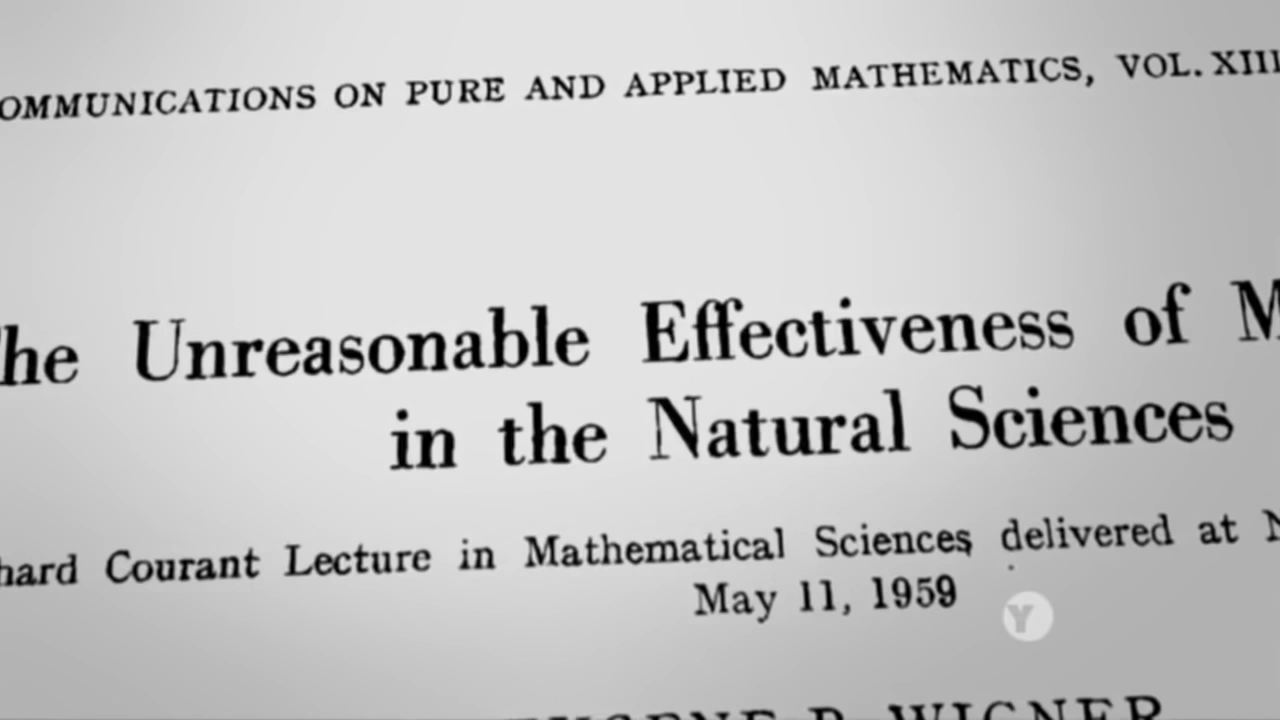 OMMUNICATIONS ON PURE AND APPLIED MATHEMATICS, VOL. XIII
he Unreasonable Effectiveness of M
in the Natural Sciences
hard Courant Lecture in Mathematical Sciences delivered at N
May 11, 1959
Y
P. WIGNER